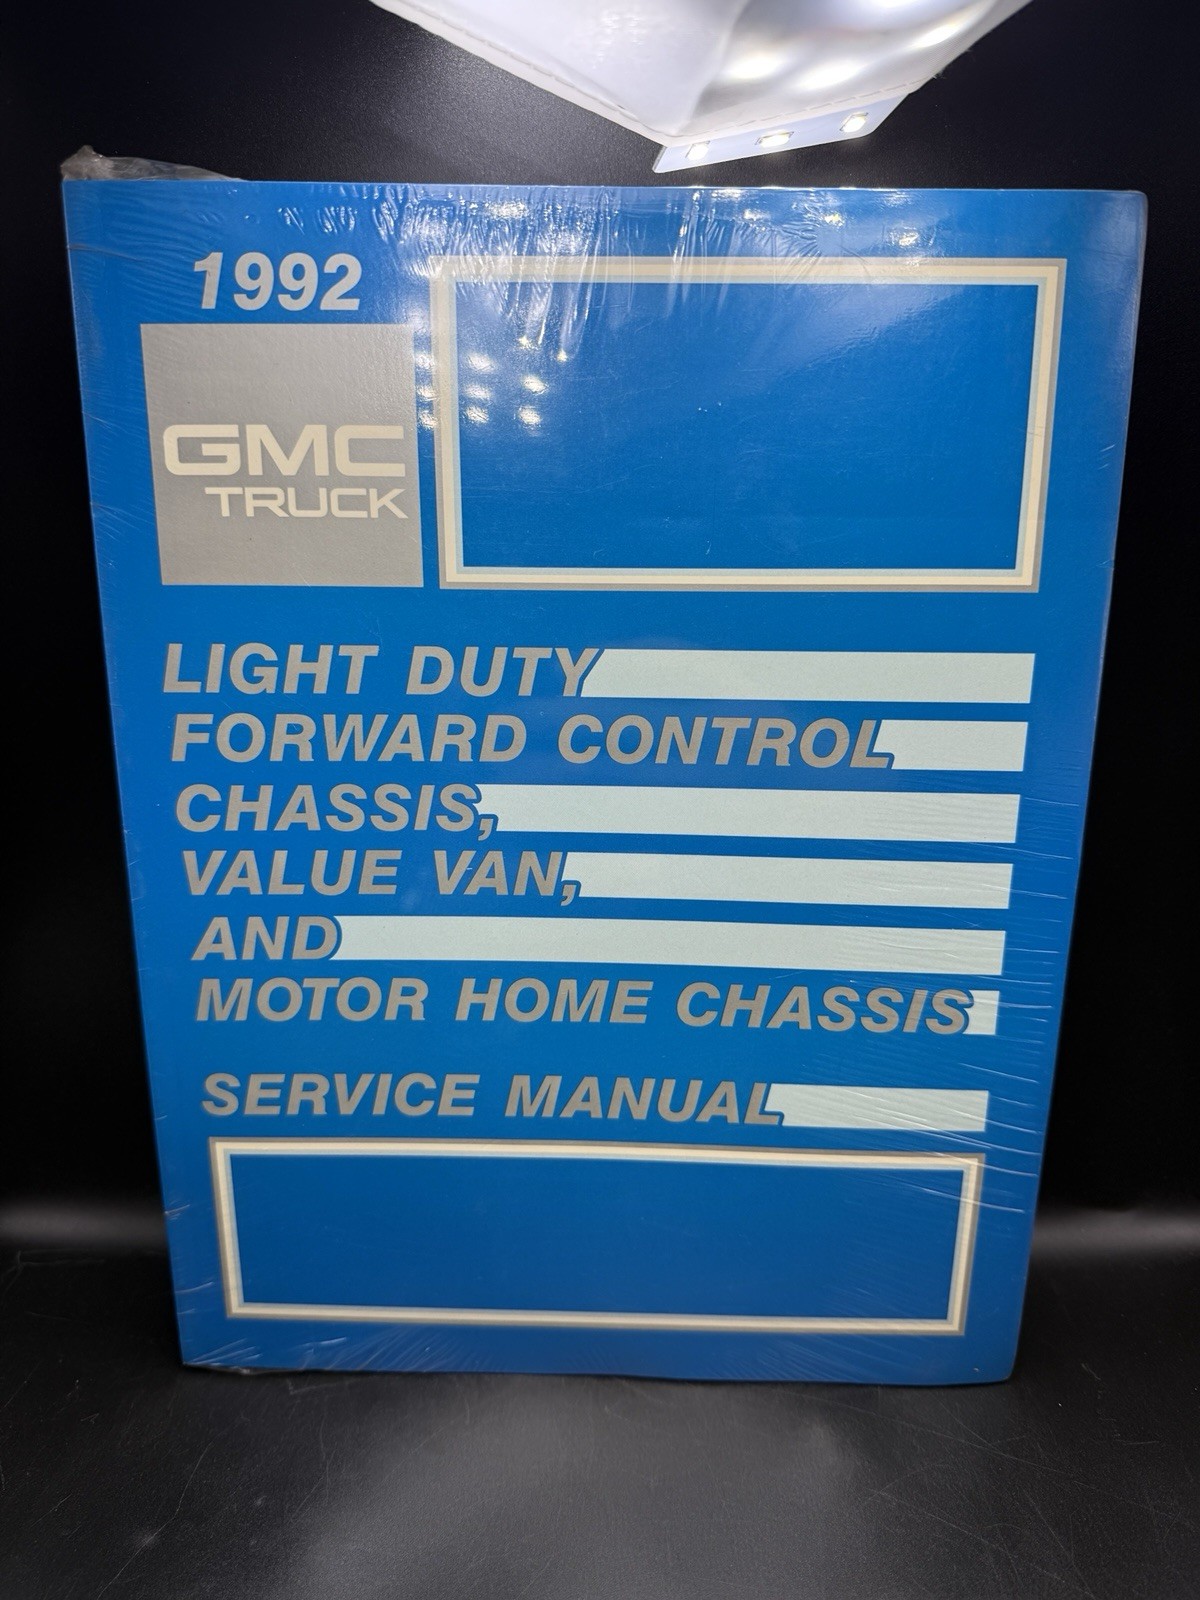 1992
GMC
TRUCK
LIGHT DUTY
FORWARD CONTROL
CHASSIS,
VALUE VAN,
AND
MOTOR HOME CHASSIS
SERVICE MANUAL